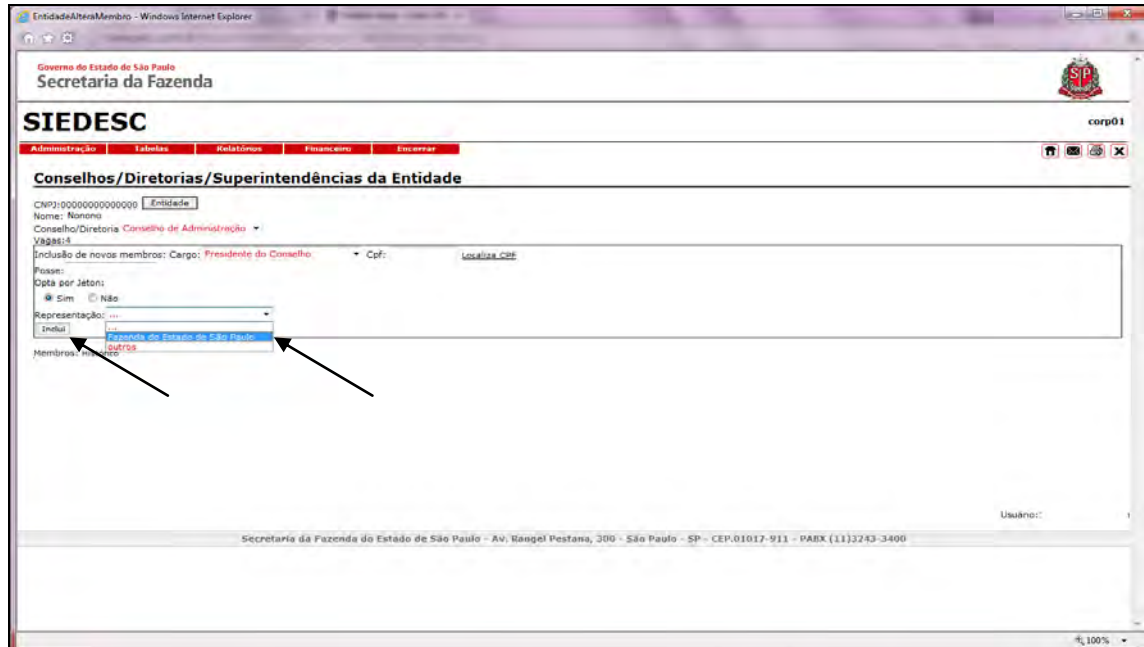 EntidadeAlteraMembro - Windows Internet Explorer
Governo do Estado de São Paulo
Secretaria da Fazenda
SP
SIEDESC
corp01
Administração Tabelas Relatórios Financeiro Encerrar
Conselhos/Diretorias/Superintendências da Entidade
CNPJ:00000000000000 Entidade
Nome: Nonono
Conselho/Diretoria Conselho de Administração
Vagas:4
Inclusão de novos membros: Cargo: Presidente do Conselho Cpf: Localiza CPF
Posse:
Opta por Jeton:
Sim Não
Representação: ...
Inclui ...
Fazenda do Estado de São Paulo
outros
Membros: Histórico
Usuário:
Secretaria da Fazenda do Estado de São Paulo - Av. Rangel Pestana, 300 - São Paulo - SP - CEP.01017-911 - PABX (11)3243-3400
100%